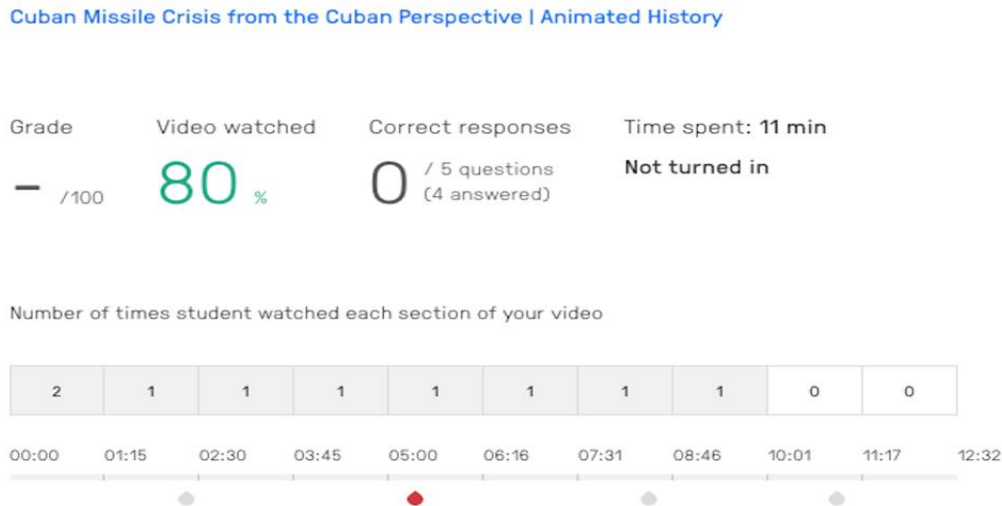 Cuban Missile Crisis from the Cuban Perspective | Animated History
Grade Video watched Correct responses Time spent: 11 min
- /100 80 % 0 / 5 questions
(4 answered)
Not turned in
Number of times student watched each section of your video
2 1 1 1 1 1 1 1 0 0
00:00 01:15 02:30 03:45 05:00 06:16 07:31 08:46 10:01 11:17 12:32